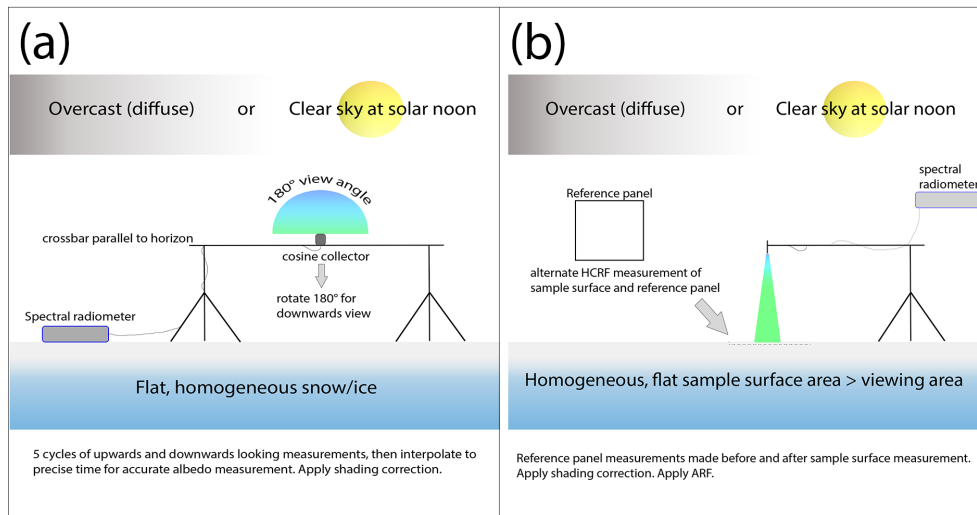 (a)
Overcast (diffuse) or Clear sky at solar noon
180° view angle
crossbar parallel to horizon
cosine collector
rotate 180° for
downwards view
Spectral radiometer
Flat, homogeneous snow/ice
5 cycles of upwards and downwards looking measurements, then interpolate to
precise time for accurate albedo measurement. Apply shading correction.
(b)
Overcast (diffuse) or Clear sky at solar noon
spectral
radiometer
Reference panel
alternate HCRF measurement of
sample surface and reference panel
Homogeneous, flat sample surface area > viewing area
Reference panel measurements made before and after sample surface measurement.
Apply shading correction. Apply ARF.